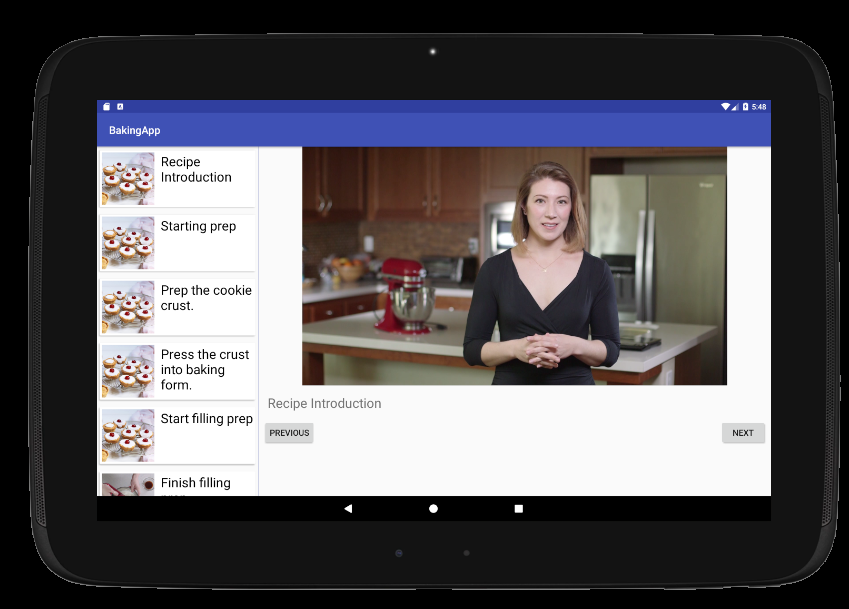 5:48
BakingApp
Recipe
Introduction
Starting prep
Prep the cookie
crust.
Press the crust
into baking
form.
Start filling prep
Finish filling
Recipe Introduction
PREVIOUS
NEXT